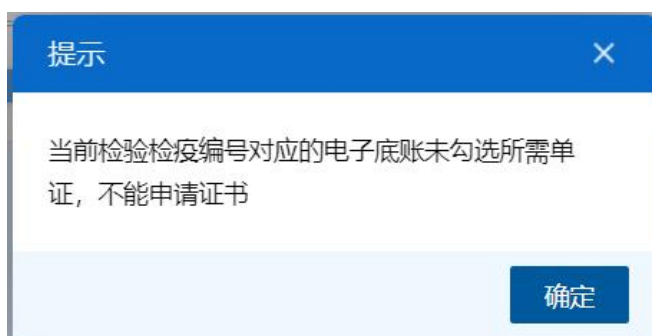 提示
当前检验检疫编号对应的电子底账未勾选所需单
证，不能申请证书
确定